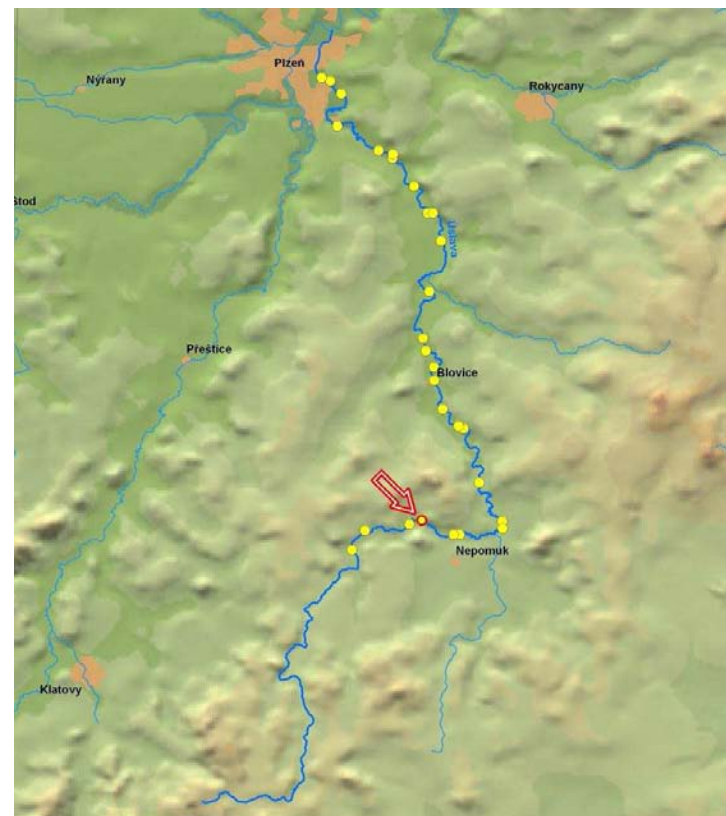 Plzeň
Nýřany
Rokycany
Stod
Úslava
Přeštice
Blovice
Nepomuk
Klatovy